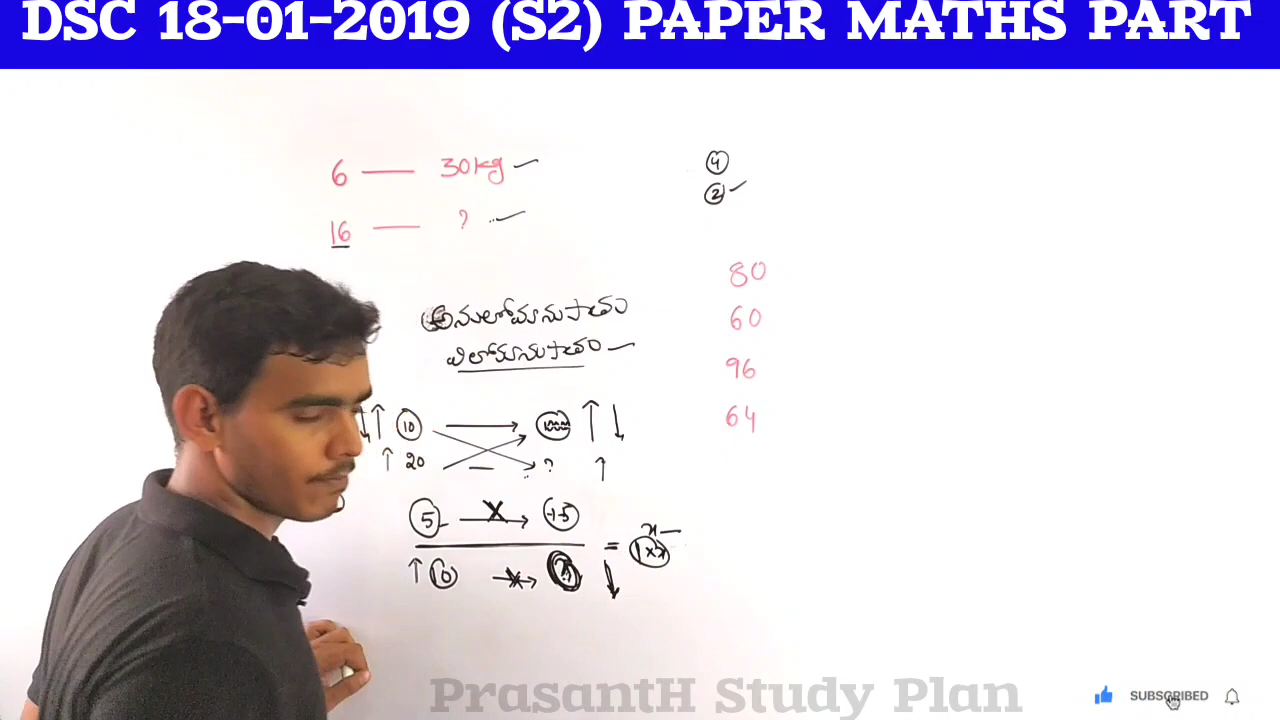 DSC 18-01-2019 (S2) PAPER MATHS PART
6 — 30kg
16 — ?
4
2
80
60
96
64
అనులోమానుపాతం
విలోమానుపాతం
↓ ↑ 10 → ↑ ↓
↑ 20 — ? ↑
5
↑ 10 =
PrasantH Study Plan
SUBSCRIBED